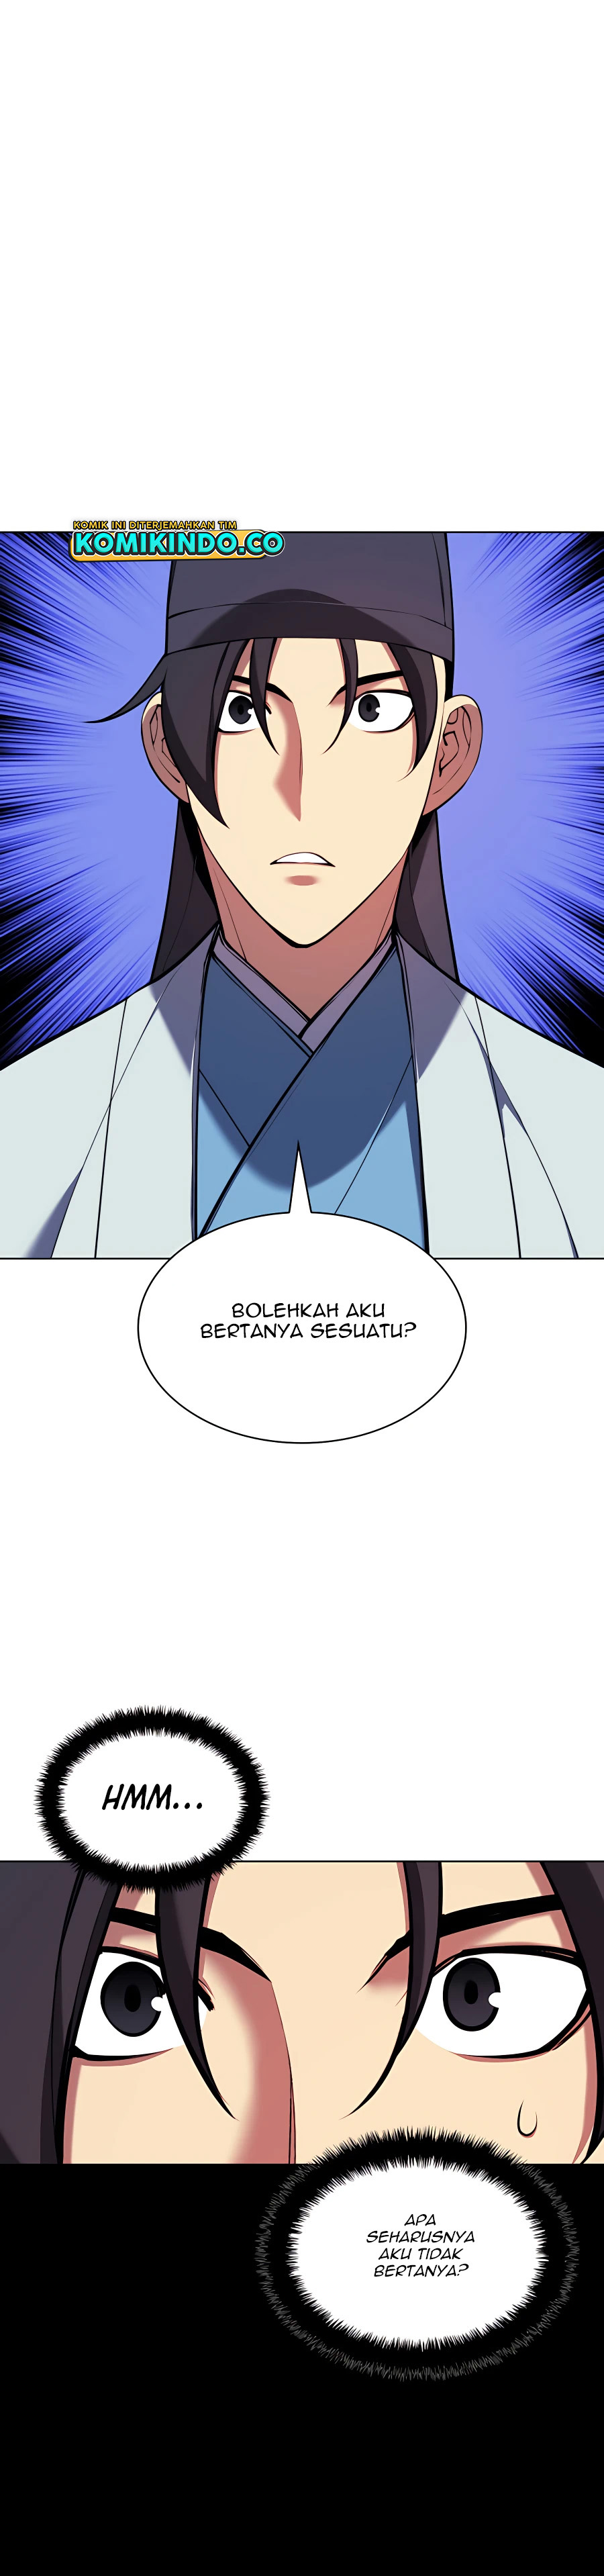 KOMIK INI DITERJEMAHKAN TIM
KOMIKINDO.CO
BOLEHKAH AKU
BERTANYA SESUATU?
HMM...
APA
SEHARUSNYA
AKU TIDAK
BERTANYA?